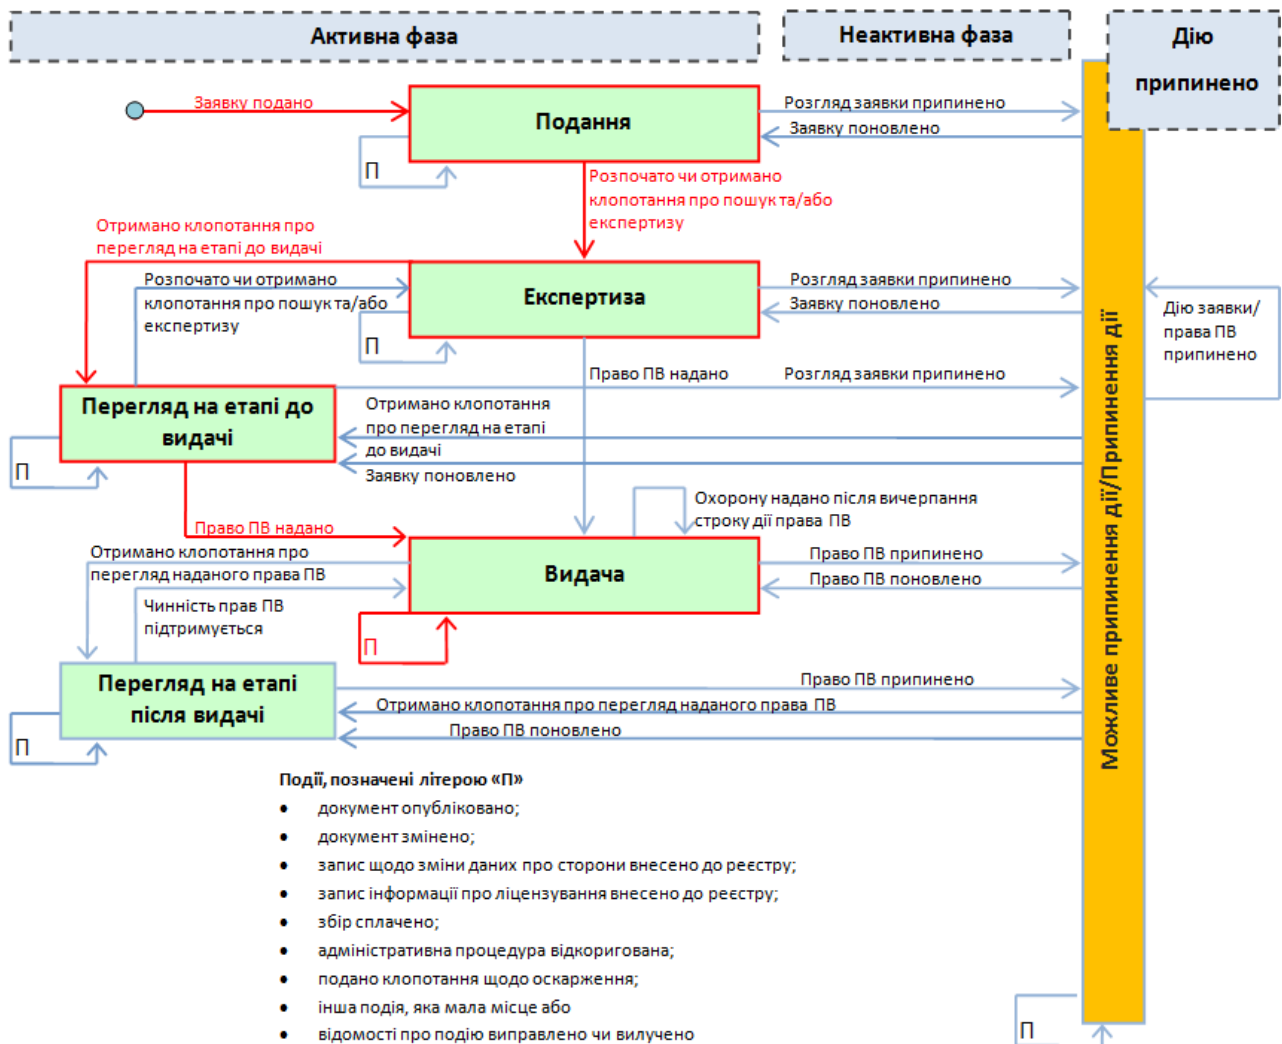 Активна фаза
Неактивна фаза
Дію
припинено
Заявку подано
Подання
Розгляд заявки припинено
Заявку поновлено
П
Розпочато чи отримано
клопотання про пошук та/або
експертизу
Отримано клопотання про
перегляд на етапі до видачі
Розпочато чи отримано
клопотання про пошук та/або
експертизу
Експертиза
Розгляд заявки припинено
Заявку поновлено
П
Дію заявки/
права ПВ
припинено
Право ПВ надано
Розгляд заявки припинено
Перегляд на етапі до
видачі
Отримано клопотання
про перегляд на етапі
до видачі
Заявку поновлено
П
Охорону надано після вичерпання
строку дії права ПВ
Право ПВ надано
Отримано клопотання про
перегляд наданого права ПВ
Видача
Право ПВ припинено
Право ПВ поновлено
Чинність прав ПВ
підтримується
П
Перегляд на етапі
після видачі
Право ПВ припинено
Отримано клопотання про перегляд наданого права ПВ
Право ПВ поновлено
П
Можливе припинення дії/Припинення дії
Події, позначені літерою «П»
• документ опубліковано;
• документ змінено;
• запис щодо зміни даних про сторони внесено до реєстру;
• запис інформації про ліцензування внесено до реєстру;
• збір сплачено;
• адміністративна процедура відкоригована;
• подано клопотання щодо оскарження;
• інша подія, яка мала місце або
• відомості про подію виправлено чи вилучено
П